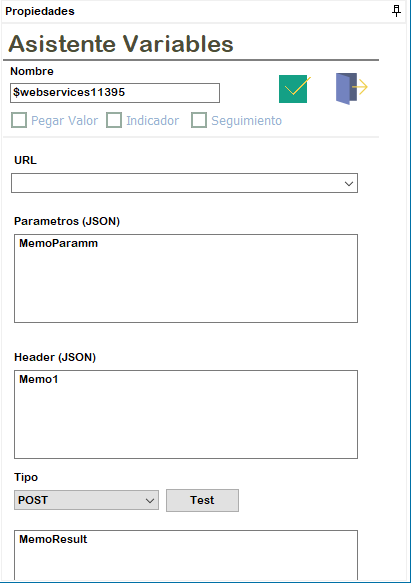 Propiedades
Asistente Variables
Nombre
$webservices11395
Pegar Valor Indicador Seguimiento
URL
Parametros (JSON)
MemoParamm
Header (JSON)
Memo1
Tipo
POST Test
MemoResult